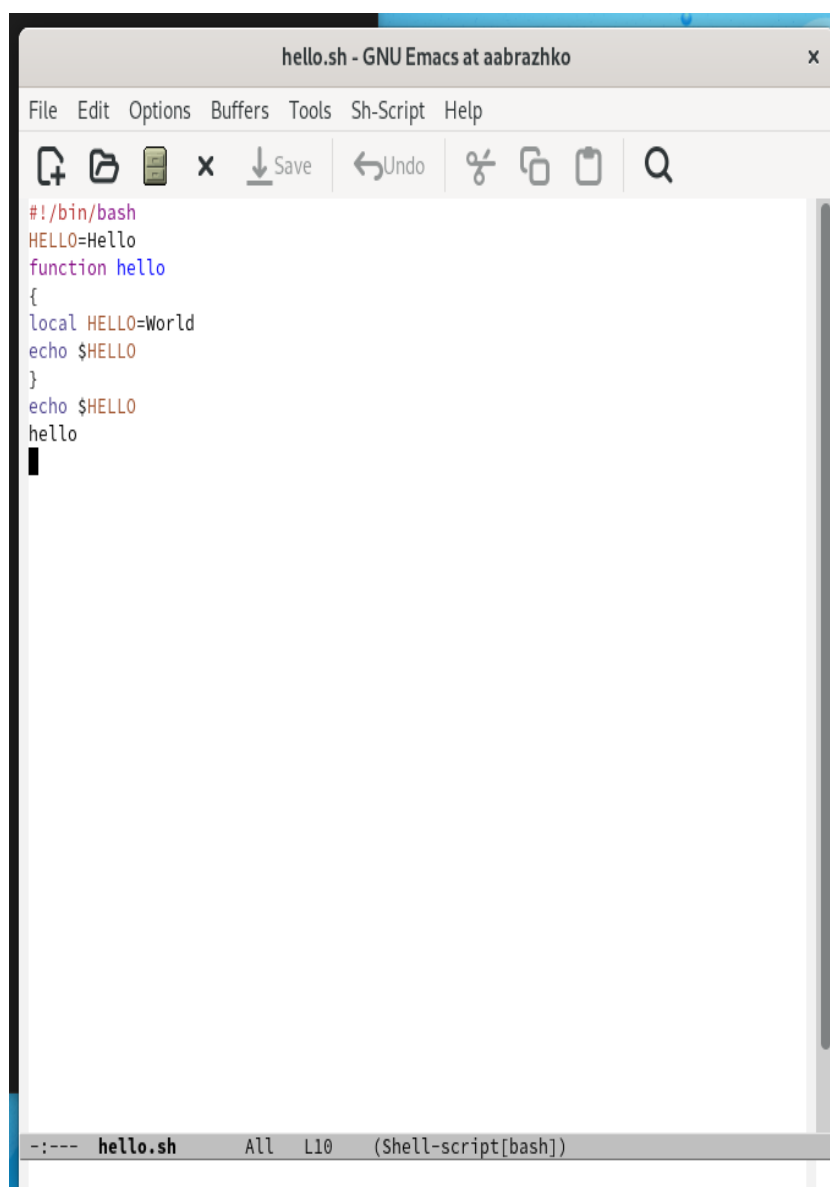 hello.sh - GNU Emacs at aabrazhko x
File Edit Options Buffers Tools Sh-Script Help
Save Undo
#!/bin/bash
HELLO=Hello
function hello
{
local HELLO=World
echo $HELLO
}
echo $HELLO
hello
-:--- hello.sh All L10 (Shell-script[bash])